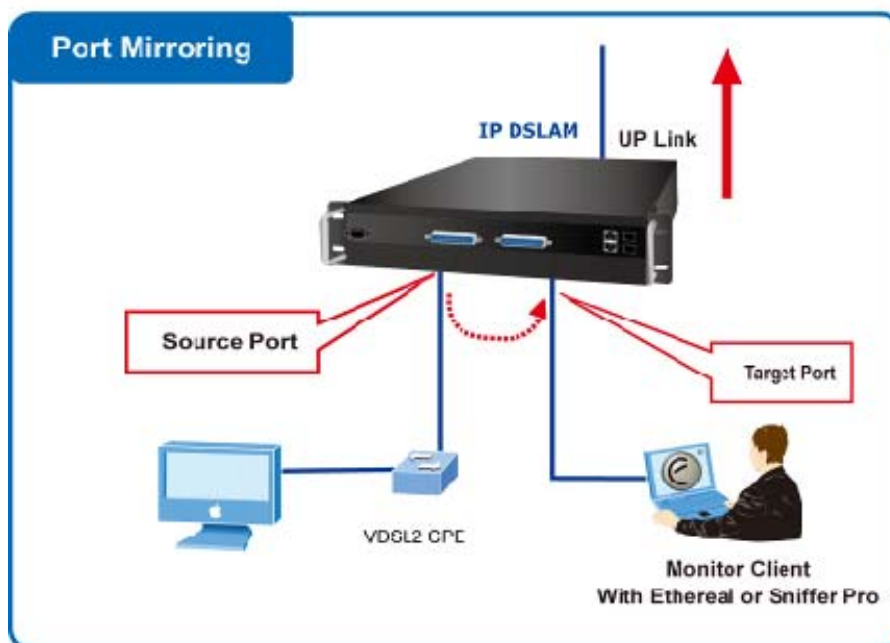 Port Mirroring
IP DSLAM
UP Link
Source Port
Target Port
VDSL2 CPE
Monitor Client
With Ethereal or Sniffer Pro